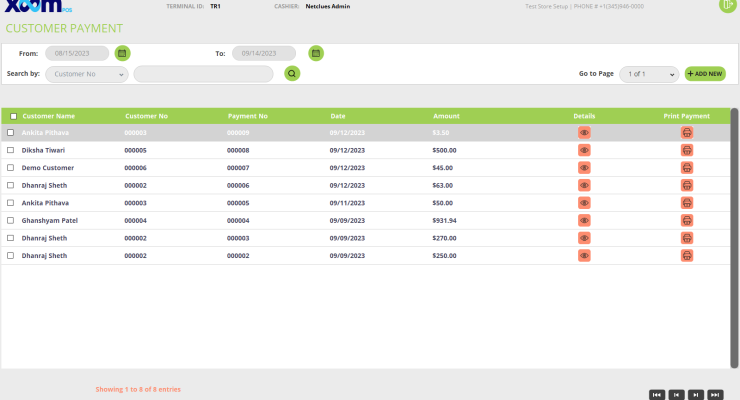 XOOM POS TERMINAL ID: TR1 CASHIER: Netclues Admin Test Store Setup | PHONE # +1(345)946-0000
CUSTOMER PAYMENT
From: 08/15/2023 To: 09/14/2023
Search by: Customer No Go to Page 1 of 1 + ADD NEW
Customer Name Customer No Payment No Date Amount Details Print Payment
Ankita Pithava 000003 000009 09/12/2023 $3.50
Diksha Tiwari 000005 000008 09/12/2023 $500.00
Demo Customer 000006 000007 09/12/2023 $45.00
Dhanraj Sheth 000002 000006 09/12/2023 $63.00
Ankita Pithava 000003 000005 09/11/2023 $50.00
Ghanshyam Patel 000004 000004 09/09/2023 $931.94
Dhanraj Sheth 000002 000003 09/09/2023 $270.00
Dhanraj Sheth 000002 000002 09/09/2023 $250.00
Showing 1 to 8 of 8 entries